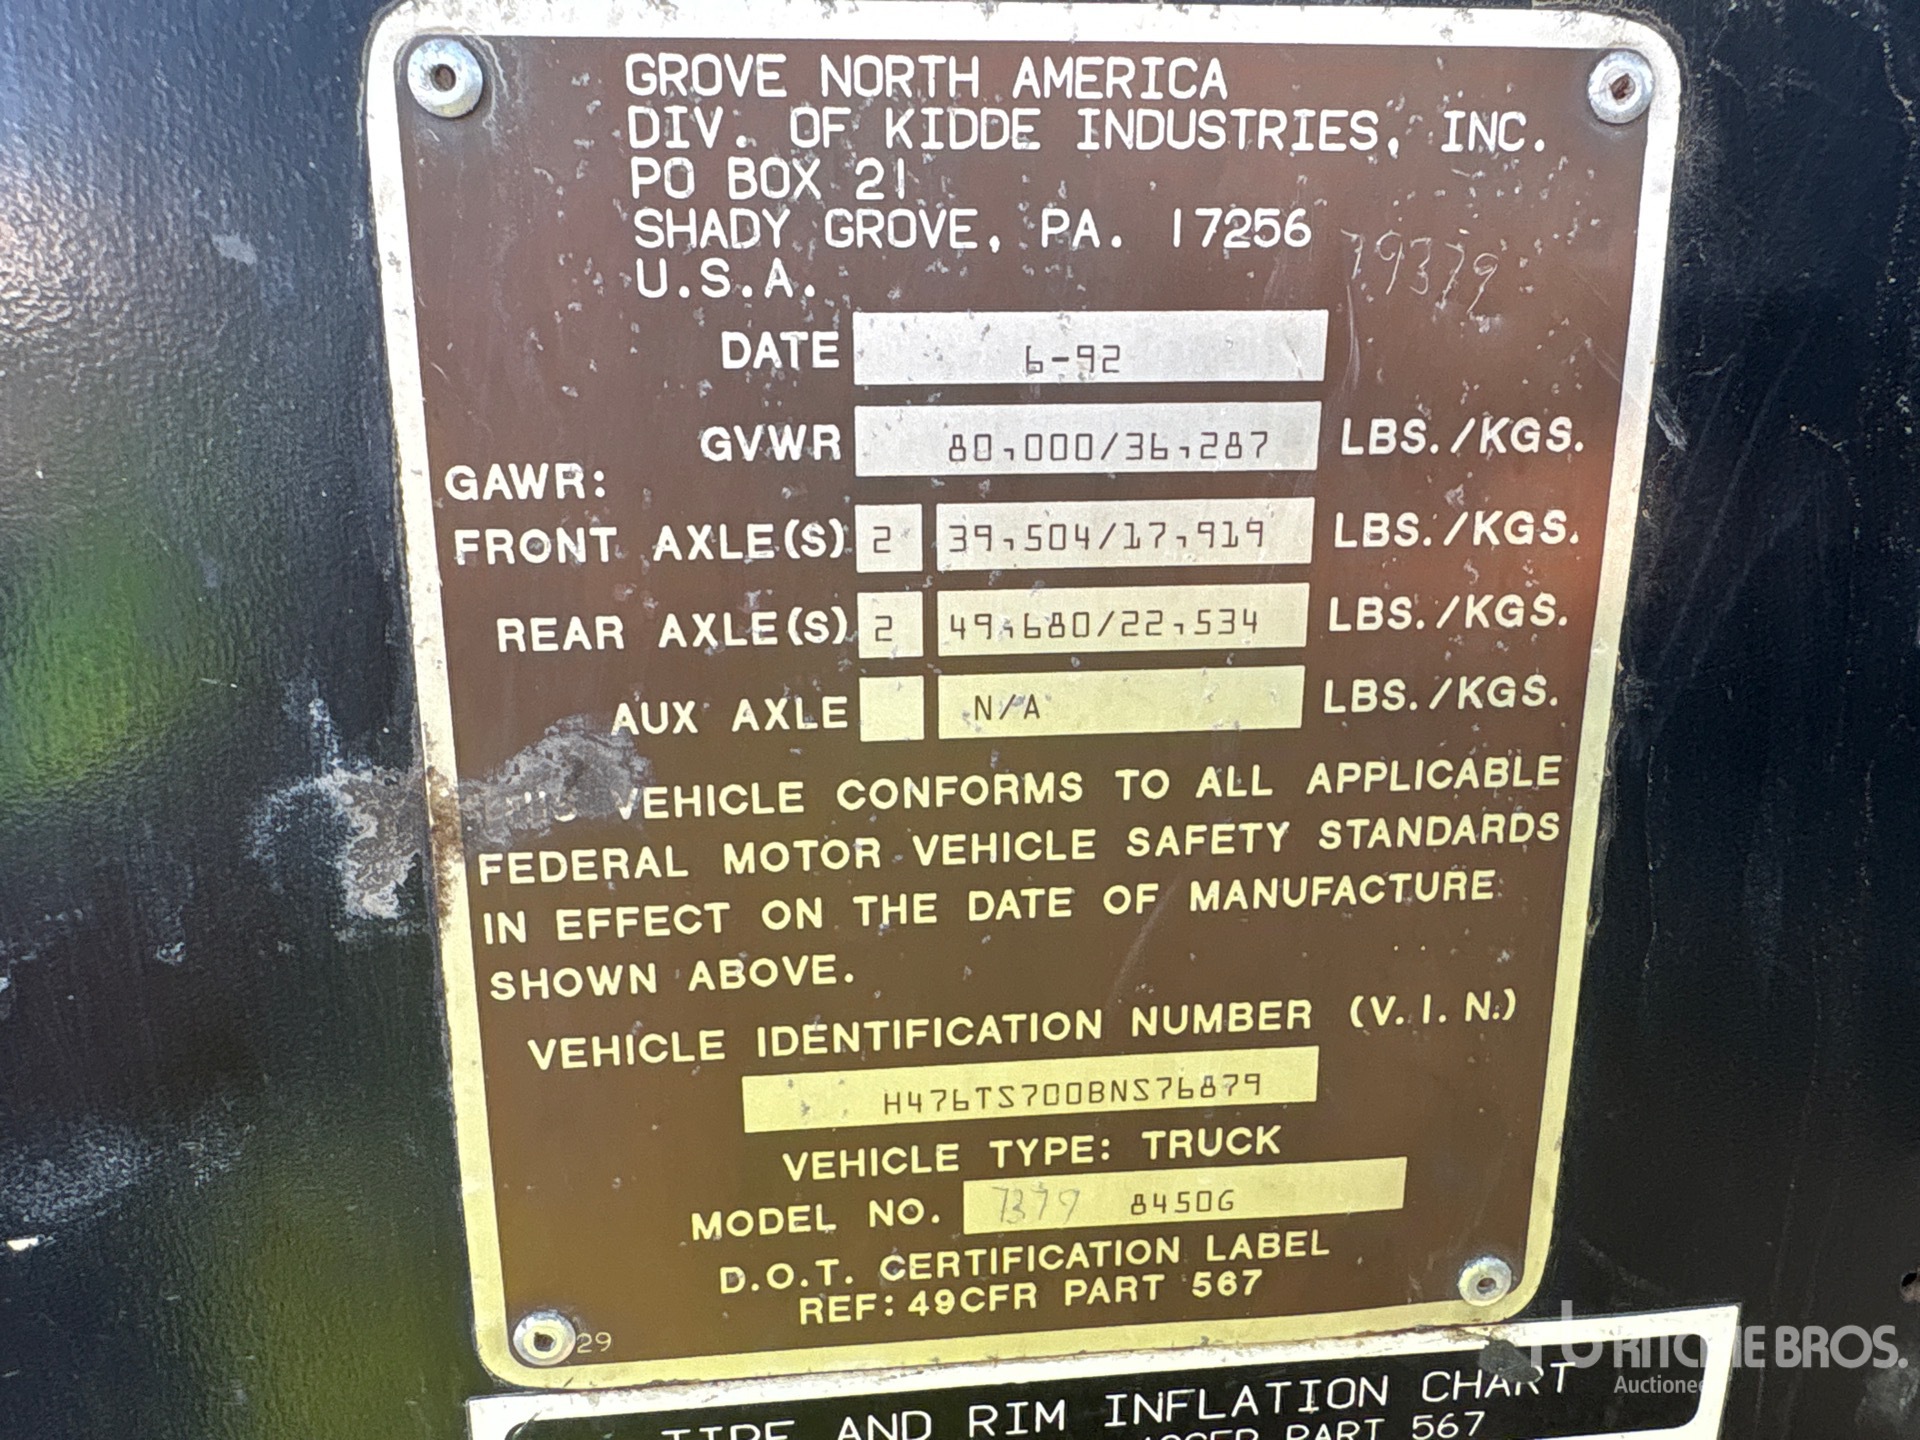 GROVE NORTH AMERICA
DIV. OF KIDDE INDUSTRIES, INC.
PO BOX 21
SHADY GROVE, PA. 17256
79379
U.S.A.
DATE 6-92
GVWR 80,000/36,287 LBS./KGS.
GAWR:
FRONT AXLE(S) 2 39,504/17,919 LBS./KGS.
REAR AXLE(S) 2 49,680/22,534 LBS./KGS.
AUX AXLE N/A LBS./KGS.
VEHICLE CONFORMS TO ALL APPLICABLE
FEDERAL MOTOR VEHICLE SAFETY STANDARDS
IN EFFECT ON THE DATE OF MANUFACTURE
SHOWN ABOVE.
VEHICLE IDENTIFICATION NUMBER (V.I.N.)
H476TS700BNS76879
VEHICLE TYPE: TRUCK
MODEL NO. 7379 8450G
D.O.T. CERTIFICATION LABEL
REF: 49CFR PART 567
29
RITCHIE BROS.
Auctionee
TIRE AND RIM INFLATION CHART
49CFR PART 567